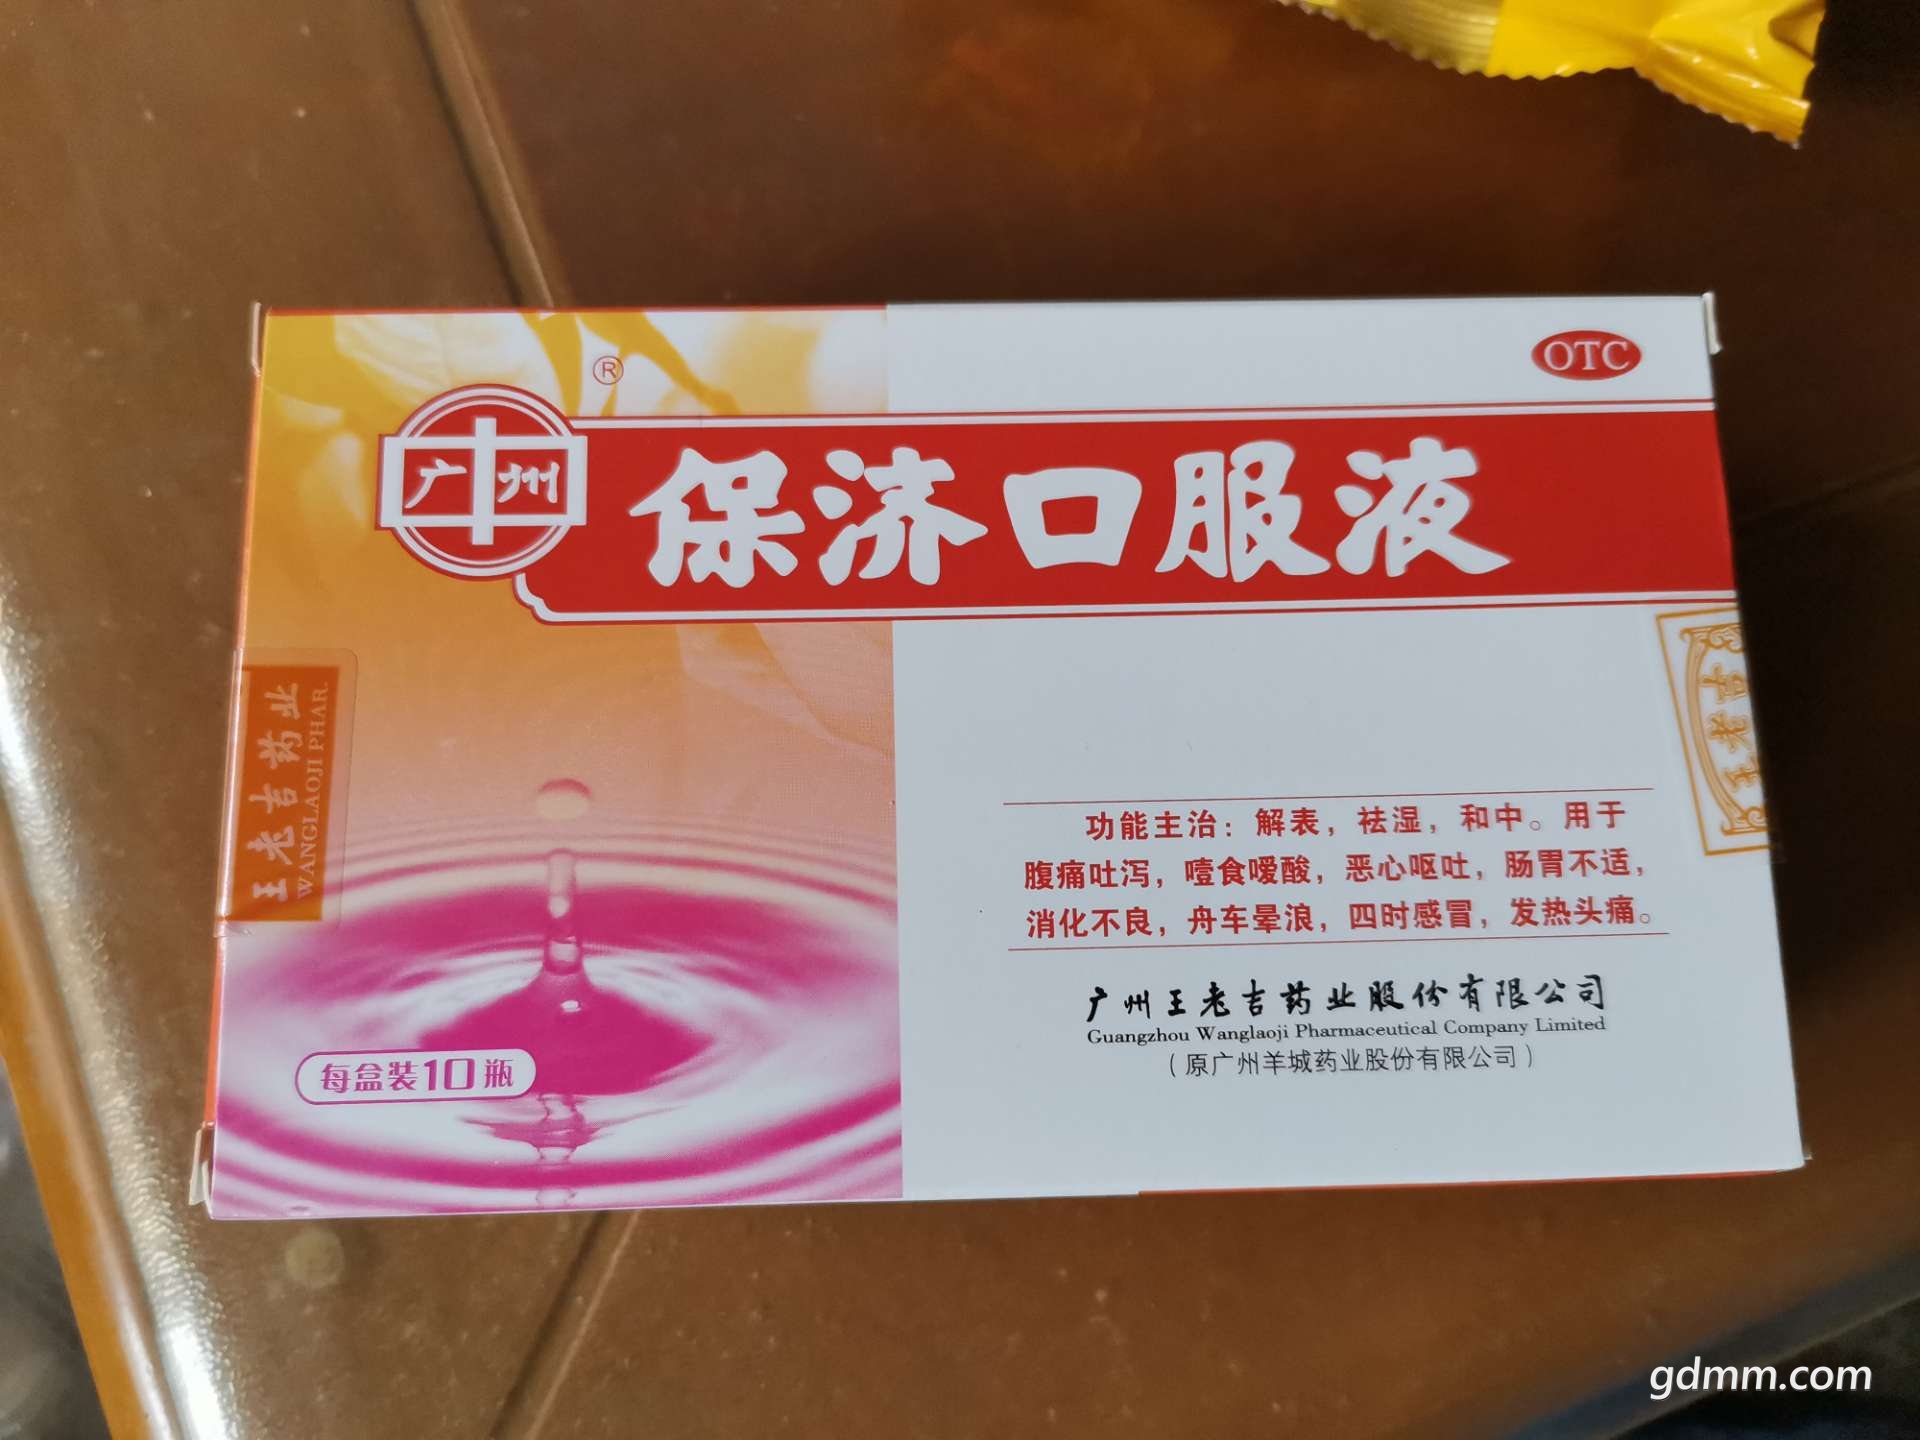 OTC
®
广州
保济口服液
王老吉药业
WANGLAOJI PHAR.
王老吉
功能主治：解表，祛湿，和中。用于
腹痛吐泻，噎食嗳酸，恶心呕吐，肠胃不适，
消化不良，舟车晕浪，四时感冒，发热头痛。
广州王老吉药业股份有限公司
Guangzhou Wanglaoji Pharmaceutical Company Limited
（原广州羊城药业股份有限公司）
每盒装10瓶
gdmm.com